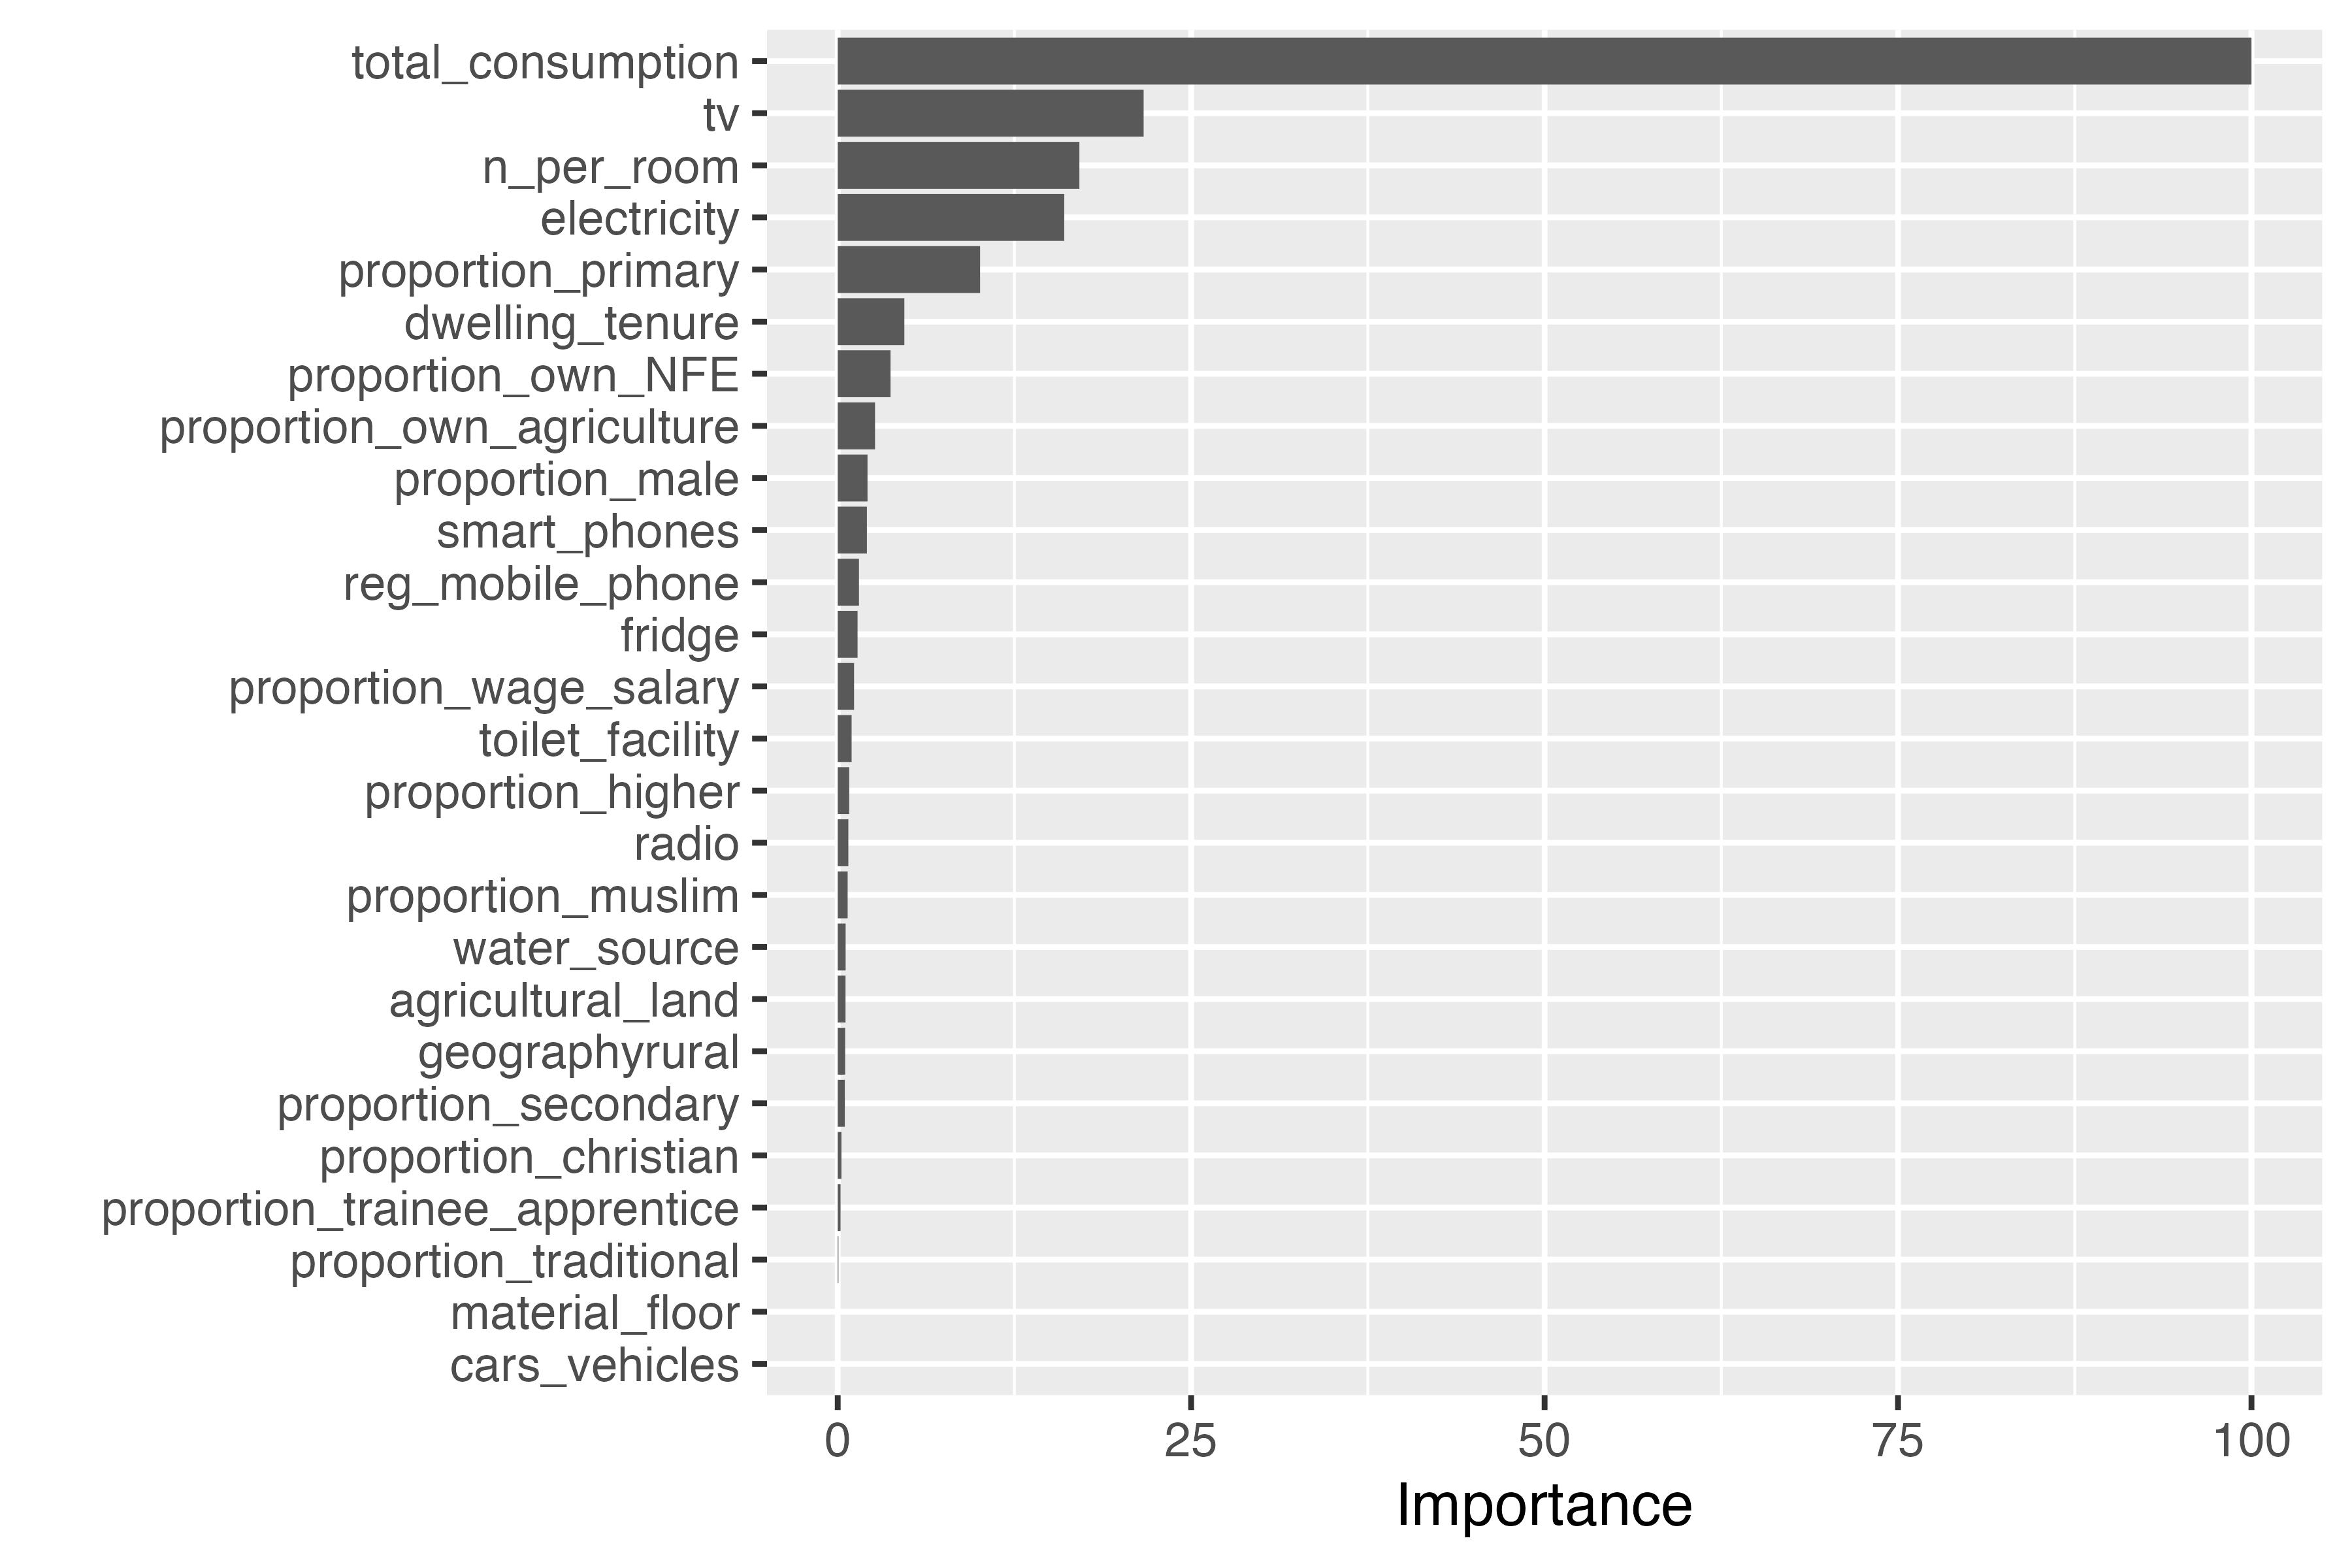 total_consumption
tv
n_per_room
electricity
proportion_primary
dwelling_tenure
proportion_own_NFE
proportion_own_agriculture
proportion_male
smart_phones
reg_mobile_phone
fridge
proportion_wage_salary
toilet_facility
proportion_higher
radio
proportion_muslim
water_source
agricultural_land
geographyrural
proportion_secondary
proportion_christian
proportion_trainee_apprentice
proportion_traditional
material_floor
cars_vehicles
0 25 50 75 100
Importance